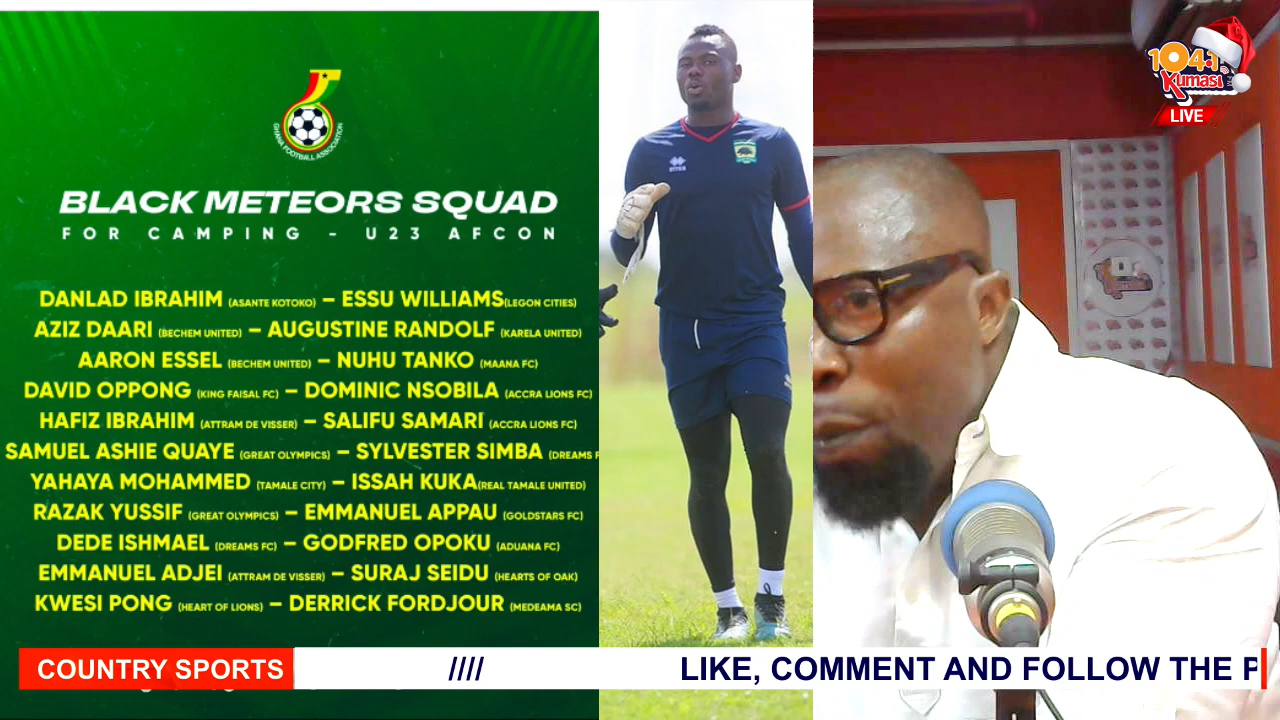 GHANA FOOTBALL ASSOCIATION
BLACK METEORS SQUAD
FOR CAMPING - U23 AFCON
DANLAD IBRAHIM (ASANTE KOTOKO) – ESSU WILLIAMS(LEGON CITIES)
AZIZ DAARI (BECHEM UNITED) – AUGUSTINE RANDOLF (KARELA UNITED)
AARON ESSEL (BECHEM UNITED) – NUHU TANKO (MAANA FC)
DAVID OPPONG (KING FAISAL FC) – DOMINIC NSOBILA (ACCRA LIONS FC)
HAFIZ IBRAHIM (ATTRAM DE VISSER) – SALIFU SAMARI (ACCRA LIONS FC)
SAMUEL ASHIE QUAYE (GREAT OLYMPICS) – SYLVESTER SIMBA (DREAMS F
YAHAYA MOHAMMED (TAMALE CITY) – ISSAH KUKA(REAL TAMALE UNITED)
RAZAK YUSSIF (GREAT OLYMPICS) – EMMANUEL APPAU (GOLDSTARS FC)
DEDE ISHMAEL (DREAMS FC) – GODFRED OPOKU (ADUANA FC)
EMMANUEL ADJEI (ATTRAM DE VISSER) – SURAJ SEIDU (HEARTS OF OAK)
KWESI PONG (HEART OF LIONS) – DERRICK FORDJOUR (MEDEAMA SC)
104.1
Kumasi
LIVE
COUNTRY SPORTS //// LIKE, COMMENT AND FOLLOW THE P